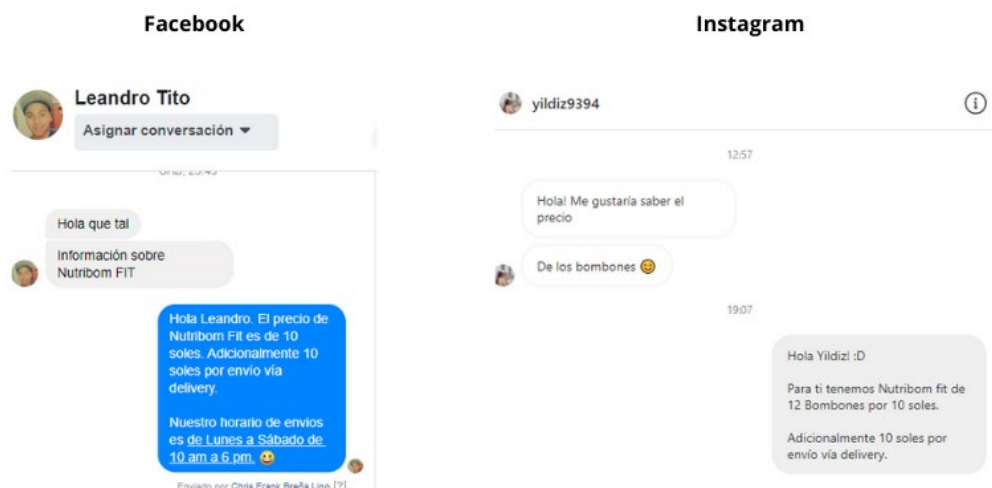 Facebook
Leandro Tito
Asignar conversación
Hola que tal
Información sobre
Nutribom FIT
Hola Leandro. El precio de
Nutribom Fit es de 10
soles. Adicionalmente 10
soles por envío vía
delivery.
Nuestro horario de envios
es de Lunes a Sábado de
10 am a 6 pm. 😀
Enviado por Chris Frank Breña Lino [?]
Instagram
yildiz9394
12:57
Hola! Me gustaría saber el
precio
De los bombones 😊
19:07
Hola Yildiz! :D
Para ti tenemos Nutribom fit de
12 Bombones por 10 soles.
Adicionalmente 10 soles por
envío vía delivery.